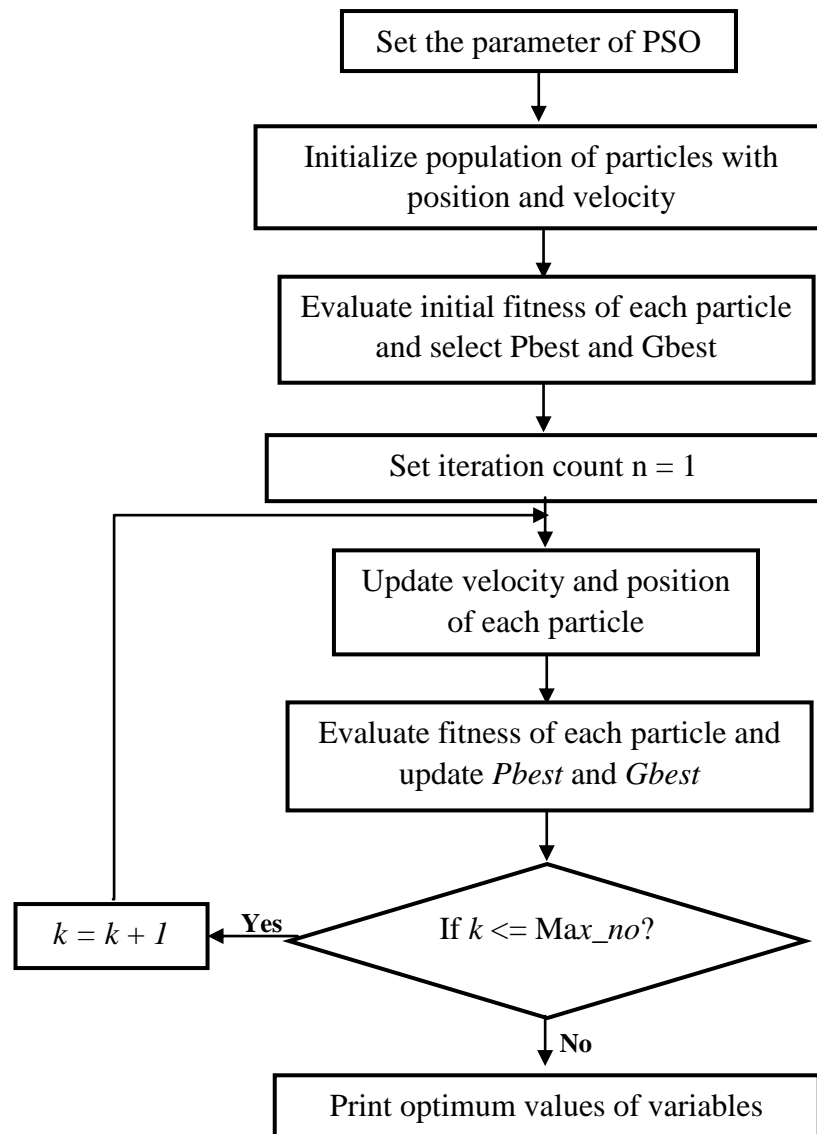 Set the parameter of PSO
Initialize population of particles with
position and velocity
Evaluate initial fitness of each particle
and select Pbest and Gbest
Set iteration count n = 1
Update velocity and position
of each particle
Evaluate fitness of each particle and
update Pbest and Gbest
If k <= Max_no?
Yes
k = k + 1
No
Print optimum values of variables